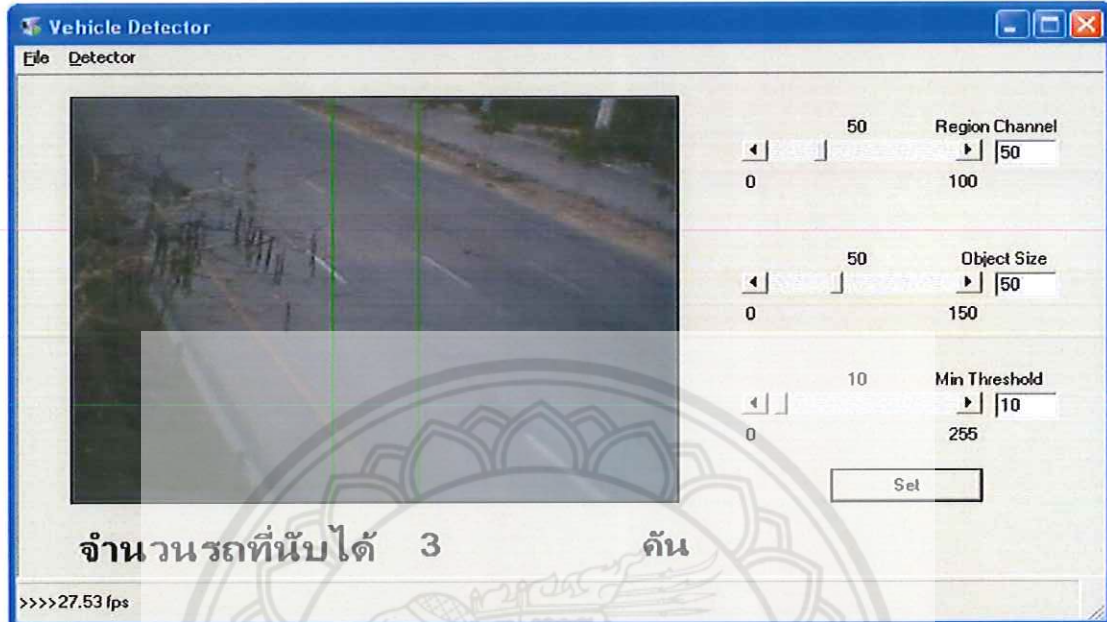 Vehicle Detector
File Detector
50 Region Channel
50
0 100
50 Object Size
50
0 150
10 Min Threshold
10
0 255
Set
จำนวนรถที่นับได้ 3 คัน
>>>>27.53 fps